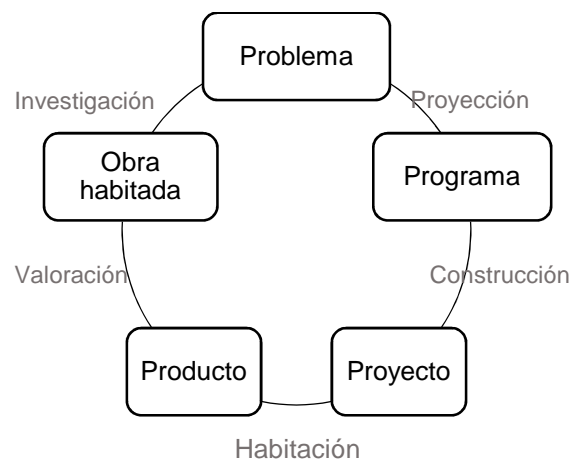 Problema
Investigación
Proyección
Obra
habitada
Programa
Valoración
Construcción
Producto
Proyecto
Habitación